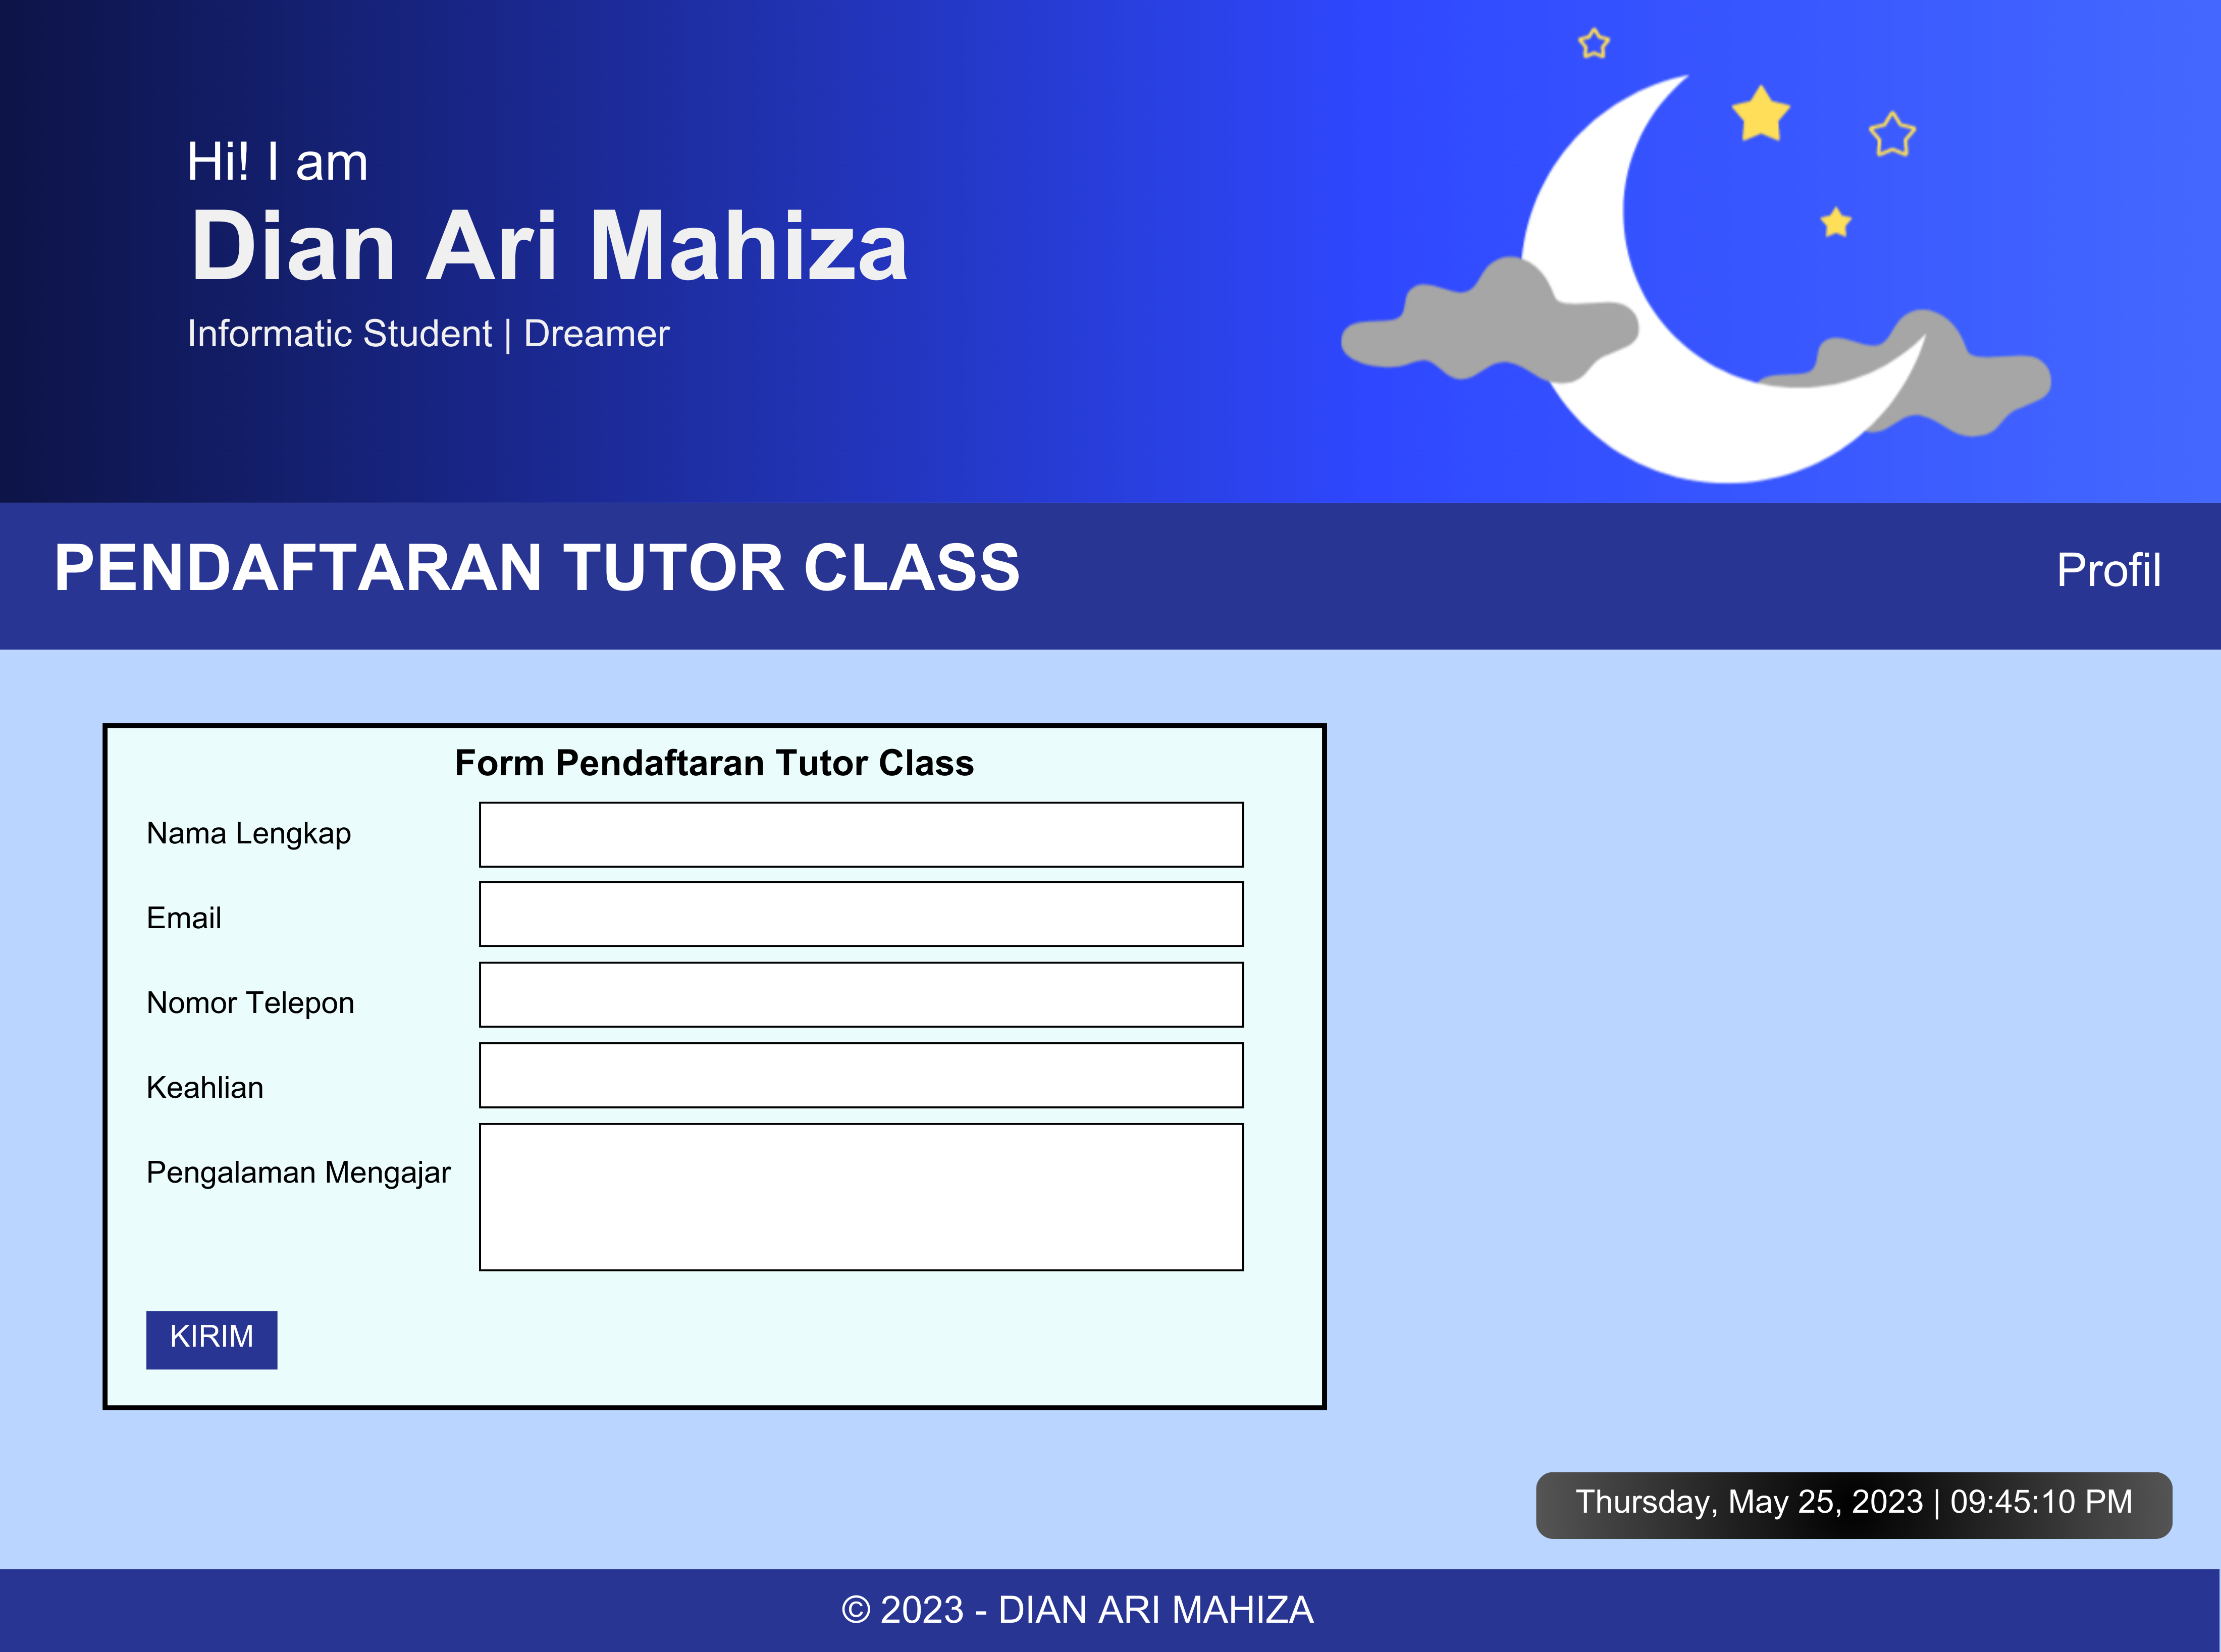 Hi! I am
Dian Ari Mahiza
Informatic Student | Dreamer
PENDAFTARAN TUTOR CLASS
Profil
Form Pendaftaran Tutor Class
Nama Lengkap
Email
Nomor Telepon
Keahlian
Pengalaman Mengajar
KIRIM
Thursday, May 25, 2023 | 09:45:10 PM
© 2023 - DIAN ARI MAHIZA